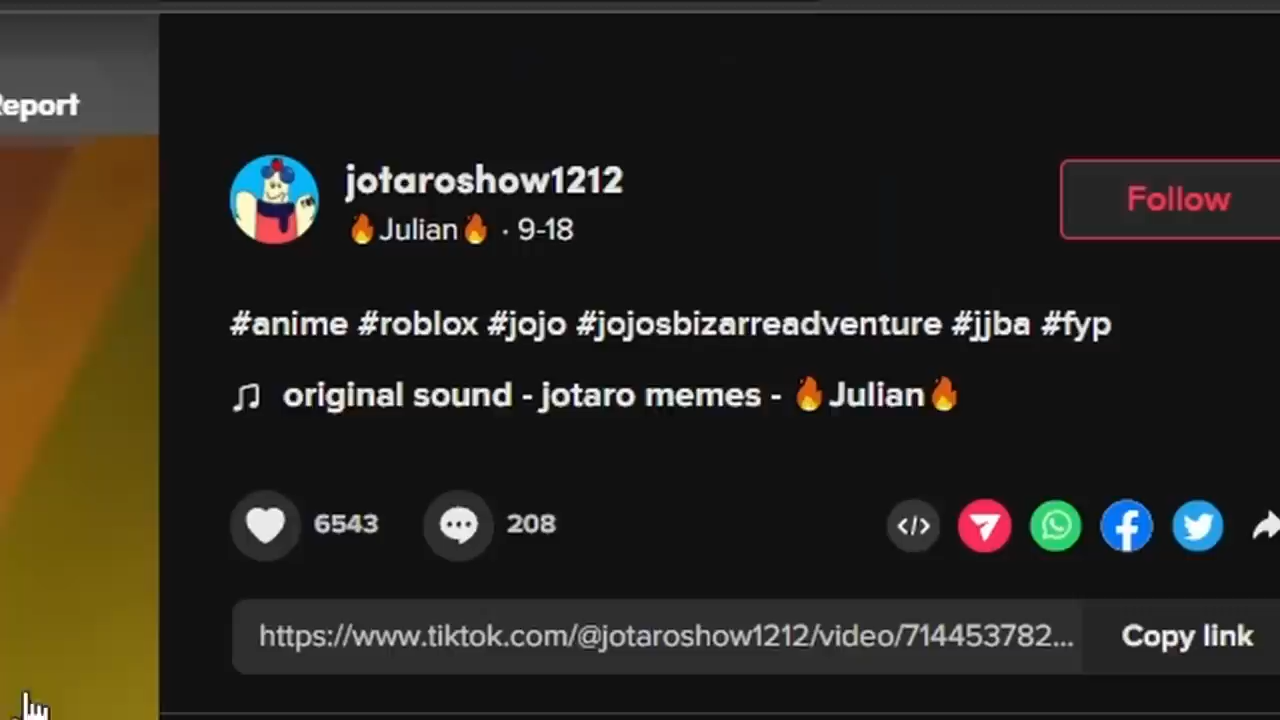 Report
jotaroshow1212
🔥Julian🔥 · 9-18
Follow
#anime #roblox #jojo #jojosbizarreadventure #jjba #fyp
original sound - jotaro memes - 🔥Julian🔥
6543
208
</>
https://www.tiktok.com/@jotaroshow1212/video/714453782...
Copy link